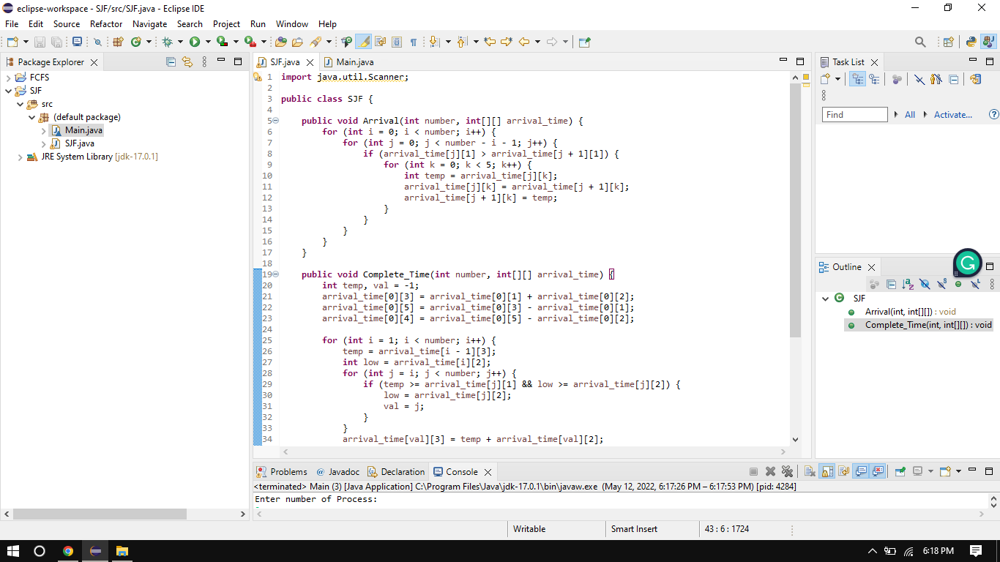 eclipse-workspace - SJF/src/SJF.java - Eclipse IDE
File Edit Source Refactor Navigate Search Project Run Window Help
Package Explorer
FCFS
SJF
src
(default package)
Main.java
SJF.java
JRE System Library [jdk-17.0.1]
SJF.java Main.java
1 import java.util.Scanner;
2
3 public class SJF {
4
5 public void Arrival(int number, int[][] arrival_time) {
6 for (int i = 0; i < number; i++) {
7 for (int j = 0; j < number - i - 1; j++) {
8 if (arrival_time[j][1] > arrival_time[j + 1][1]) {
9 for (int k = 0; k < 5; k++) {
10 int temp = arrival_time[j][k];
11 arrival_time[j][k] = arrival_time[j + 1][k];
12 arrival_time[j + 1][k] = temp;
13 }
14 }
15 }
16 }
17 }
18
19 public void Complete_Time(int number, int[][] arrival_time) {
20 int temp, val = -1;
21 arrival_time[0][3] = arrival_time[0][1] + arrival_time[0][2];
22 arrival_time[0][5] = arrival_time[0][3] - arrival_time[0][1];
23 arrival_time[0][4] = arrival_time[0][5] - arrival_time[0][2];
24
25 for (int i = 1; i < number; i++) {
26 temp = arrival_time[i - 1][3];
27 int low = arrival_time[i][2];
28 for (int j = i; j < number; j++) {
29 if (temp >= arrival_time[j][1] && low >= arrival_time[j][2]) {
30 low = arrival_time[j][2];
31 val = j;
32 }
33 }
34 arrival_time[val][3] = temp + arrival_time[val][2];
Task List
Find All Activate...
Outline
SJF
Arrival(int, int[][]) : void
Complete_Time(int, int[][]) : void
Problems @ Javadoc Declaration Console
<terminated> Main (3) [Java Application] C:\Program Files\Java\jdk-17.0.1\bin\javaw.exe (May 12, 2022, 6:17:26 PM – 6:17:53 PM) [pid: 4284]
Enter number of Process:
Writable Smart Insert 43 : 6 : 1724
6:18 PM